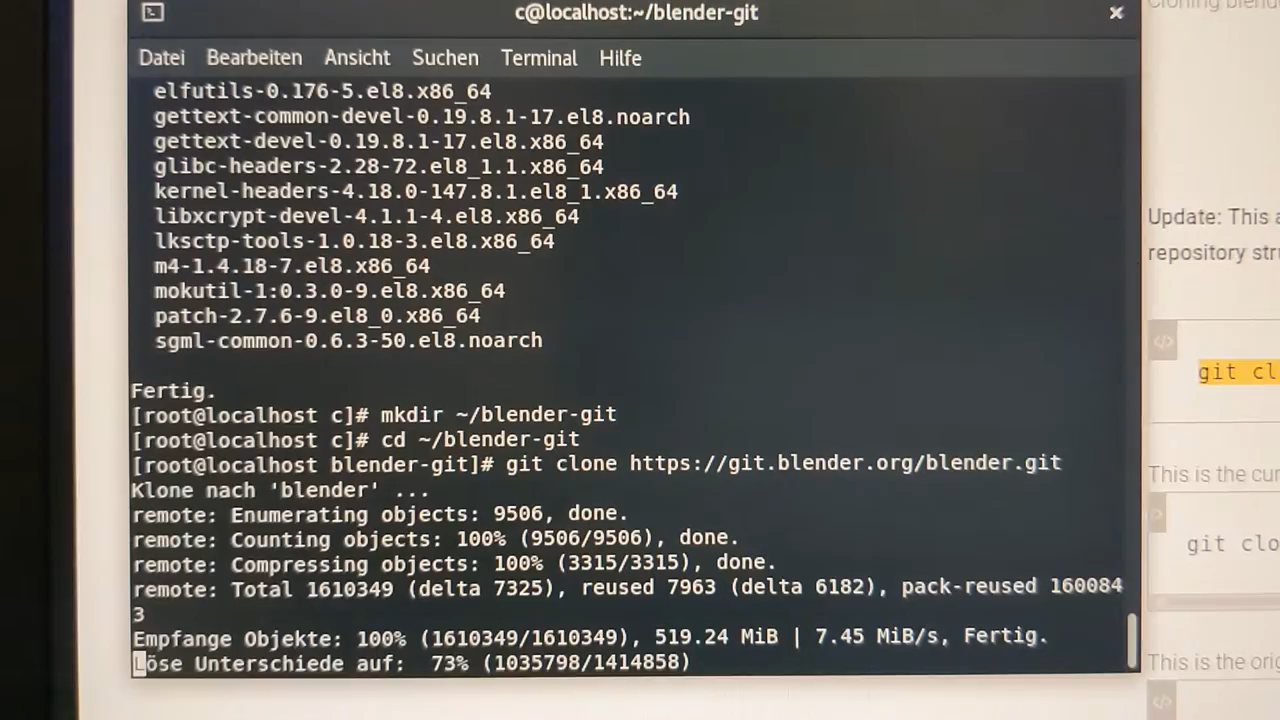 c@localhost:~/blender-git
Datei Bearbeiten Ansicht Suchen Terminal Hilfe
elfutils-0.176-5.el8.x86_64
gettext-common-devel-0.19.8.1-17.el8.noarch
gettext-devel-0.19.8.1-17.el8.x86_64
glibc-headers-2.28-72.el8_1.1.x86_64
kernel-headers-4.18.0-147.8.1.el8_1.x86_64
libxcrypt-devel-4.1.1-4.el8.x86_64
lksctp-tools-1.0.18-3.el8.x86_64
m4-1.4.18-7.el8.x86_64
mokutil-1:0.3.0-9.el8.x86_64
patch-2.7.6-9.el8_0.x86_64
sgml-common-0.6.3-50.el8.noarch
Fertig.
[root@localhost c]# mkdir ~/blender-git
[root@localhost c]# cd ~/blender-git
[root@localhost blender-git]# git clone https://git.blender.org/blender.git
Klone nach 'blender' ...
remote: Enumerating objects: 9506, done.
remote: Counting objects: 100% (9506/9506), done.
remote: Compressing objects: 100% (3315/3315), done.
remote: Total 1610349 (delta 7325), reused 7963 (delta 6182), pack-reused 160084
3
Empfange Objekte: 100% (1610349/1610349), 519.24 MiB | 7.45 MiB/s, Fertig.
Löse Unterschiede auf: 73% (1035798/1414858)
Cloning blend
Update: This a
repository stru
</> 
git cl
This is the cur
git clo
This is the orig
</>